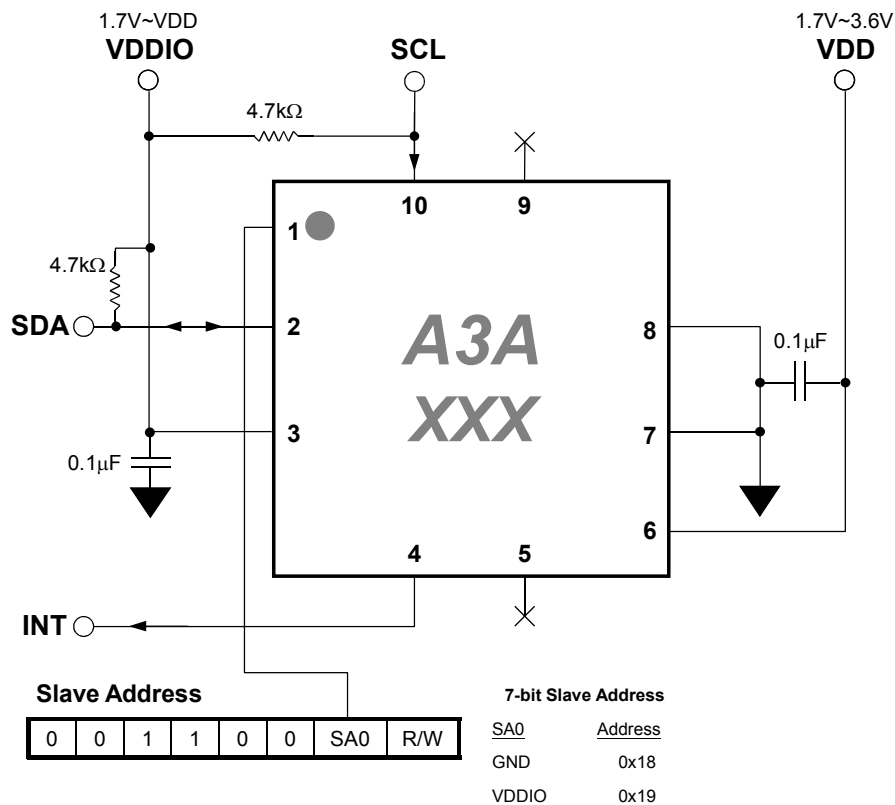 1.7V~VDD
VDDIO
SCL
1.7V~3.6V
VDD
4.7kΩ
10
9
1
4.7kΩ
SDA
2
A3A
XXX
8
0.1μF
3
7
0.1μF
6
4
5
INT
Slave Address
0 0 1 1 0 0 SA0 R/W
7-bit Slave Address
SA0 Address
GND 0x18
VDDIO 0x19